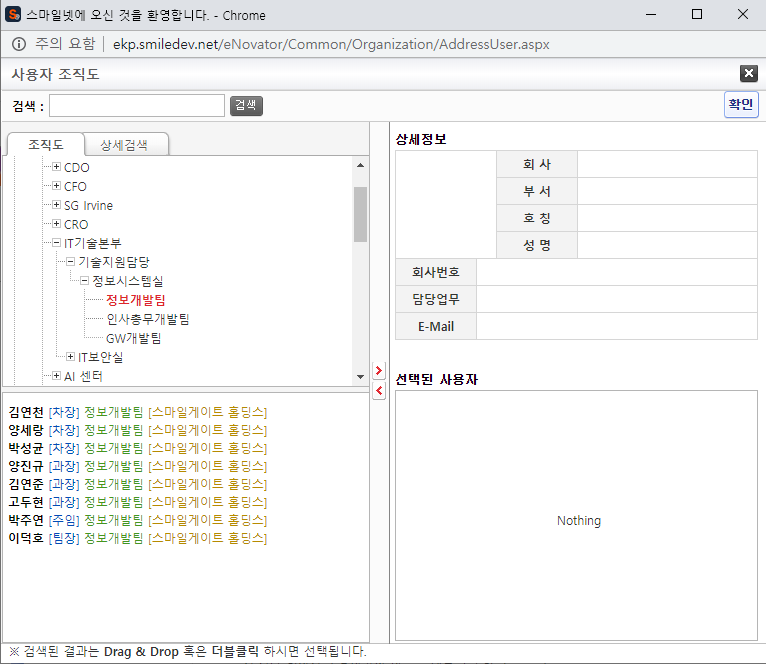 스마일넷에 오신 것을 환영합니다. - Chrome
주의 요함 | ekp.smiledev.net/eNovator/Common/Organization/AddressUser.aspx
사용자 조직도
검색 : 검색 확인
조직도 상세검색
CDO
CFO
SG Irvine
CRO
IT기술본부
기술지원담당
정보시스템실
정보개발팀
인사총무개발팀
GW개발팀
IT보안실
AI 센터
김연천 [차장] 정보개발팀 [스마일게이트 홀딩스]
양세랑 [차장] 정보개발팀 [스마일게이트 홀딩스]
박성균 [차장] 정보개발팀 [스마일게이트 홀딩스]
양진규 [과장] 정보개발팀 [스마일게이트 홀딩스]
김연준 [과장] 정보개발팀 [스마일게이트 홀딩스]
고두현 [과장] 정보개발팀 [스마일게이트 홀딩스]
박주연 [주임] 정보개발팀 [스마일게이트 홀딩스]
이덕호 [팀장] 정보개발팀 [스마일게이트 홀딩스]
상세정보
회 사
부 서
호 칭
성 명
회사번호
담당업무
E-Mail
선택된 사용자
Nothing
※ 검색된 결과는 Drag & Drop 혹은 더블클릭 하시면 선택됩니다.